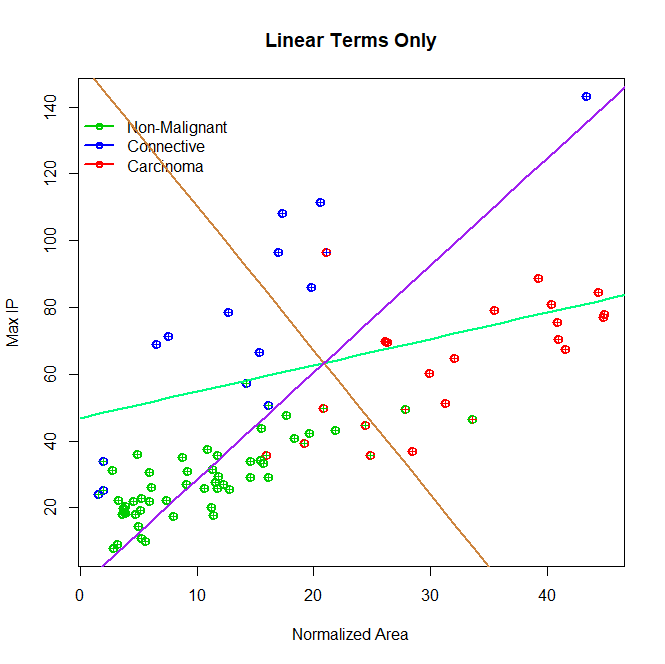 Linear Terms Only
Max IP
140
120
100
80
60
40
20
Non-Malignant
Connective
Carcinoma
0 10 20 30 40
Normalized Area